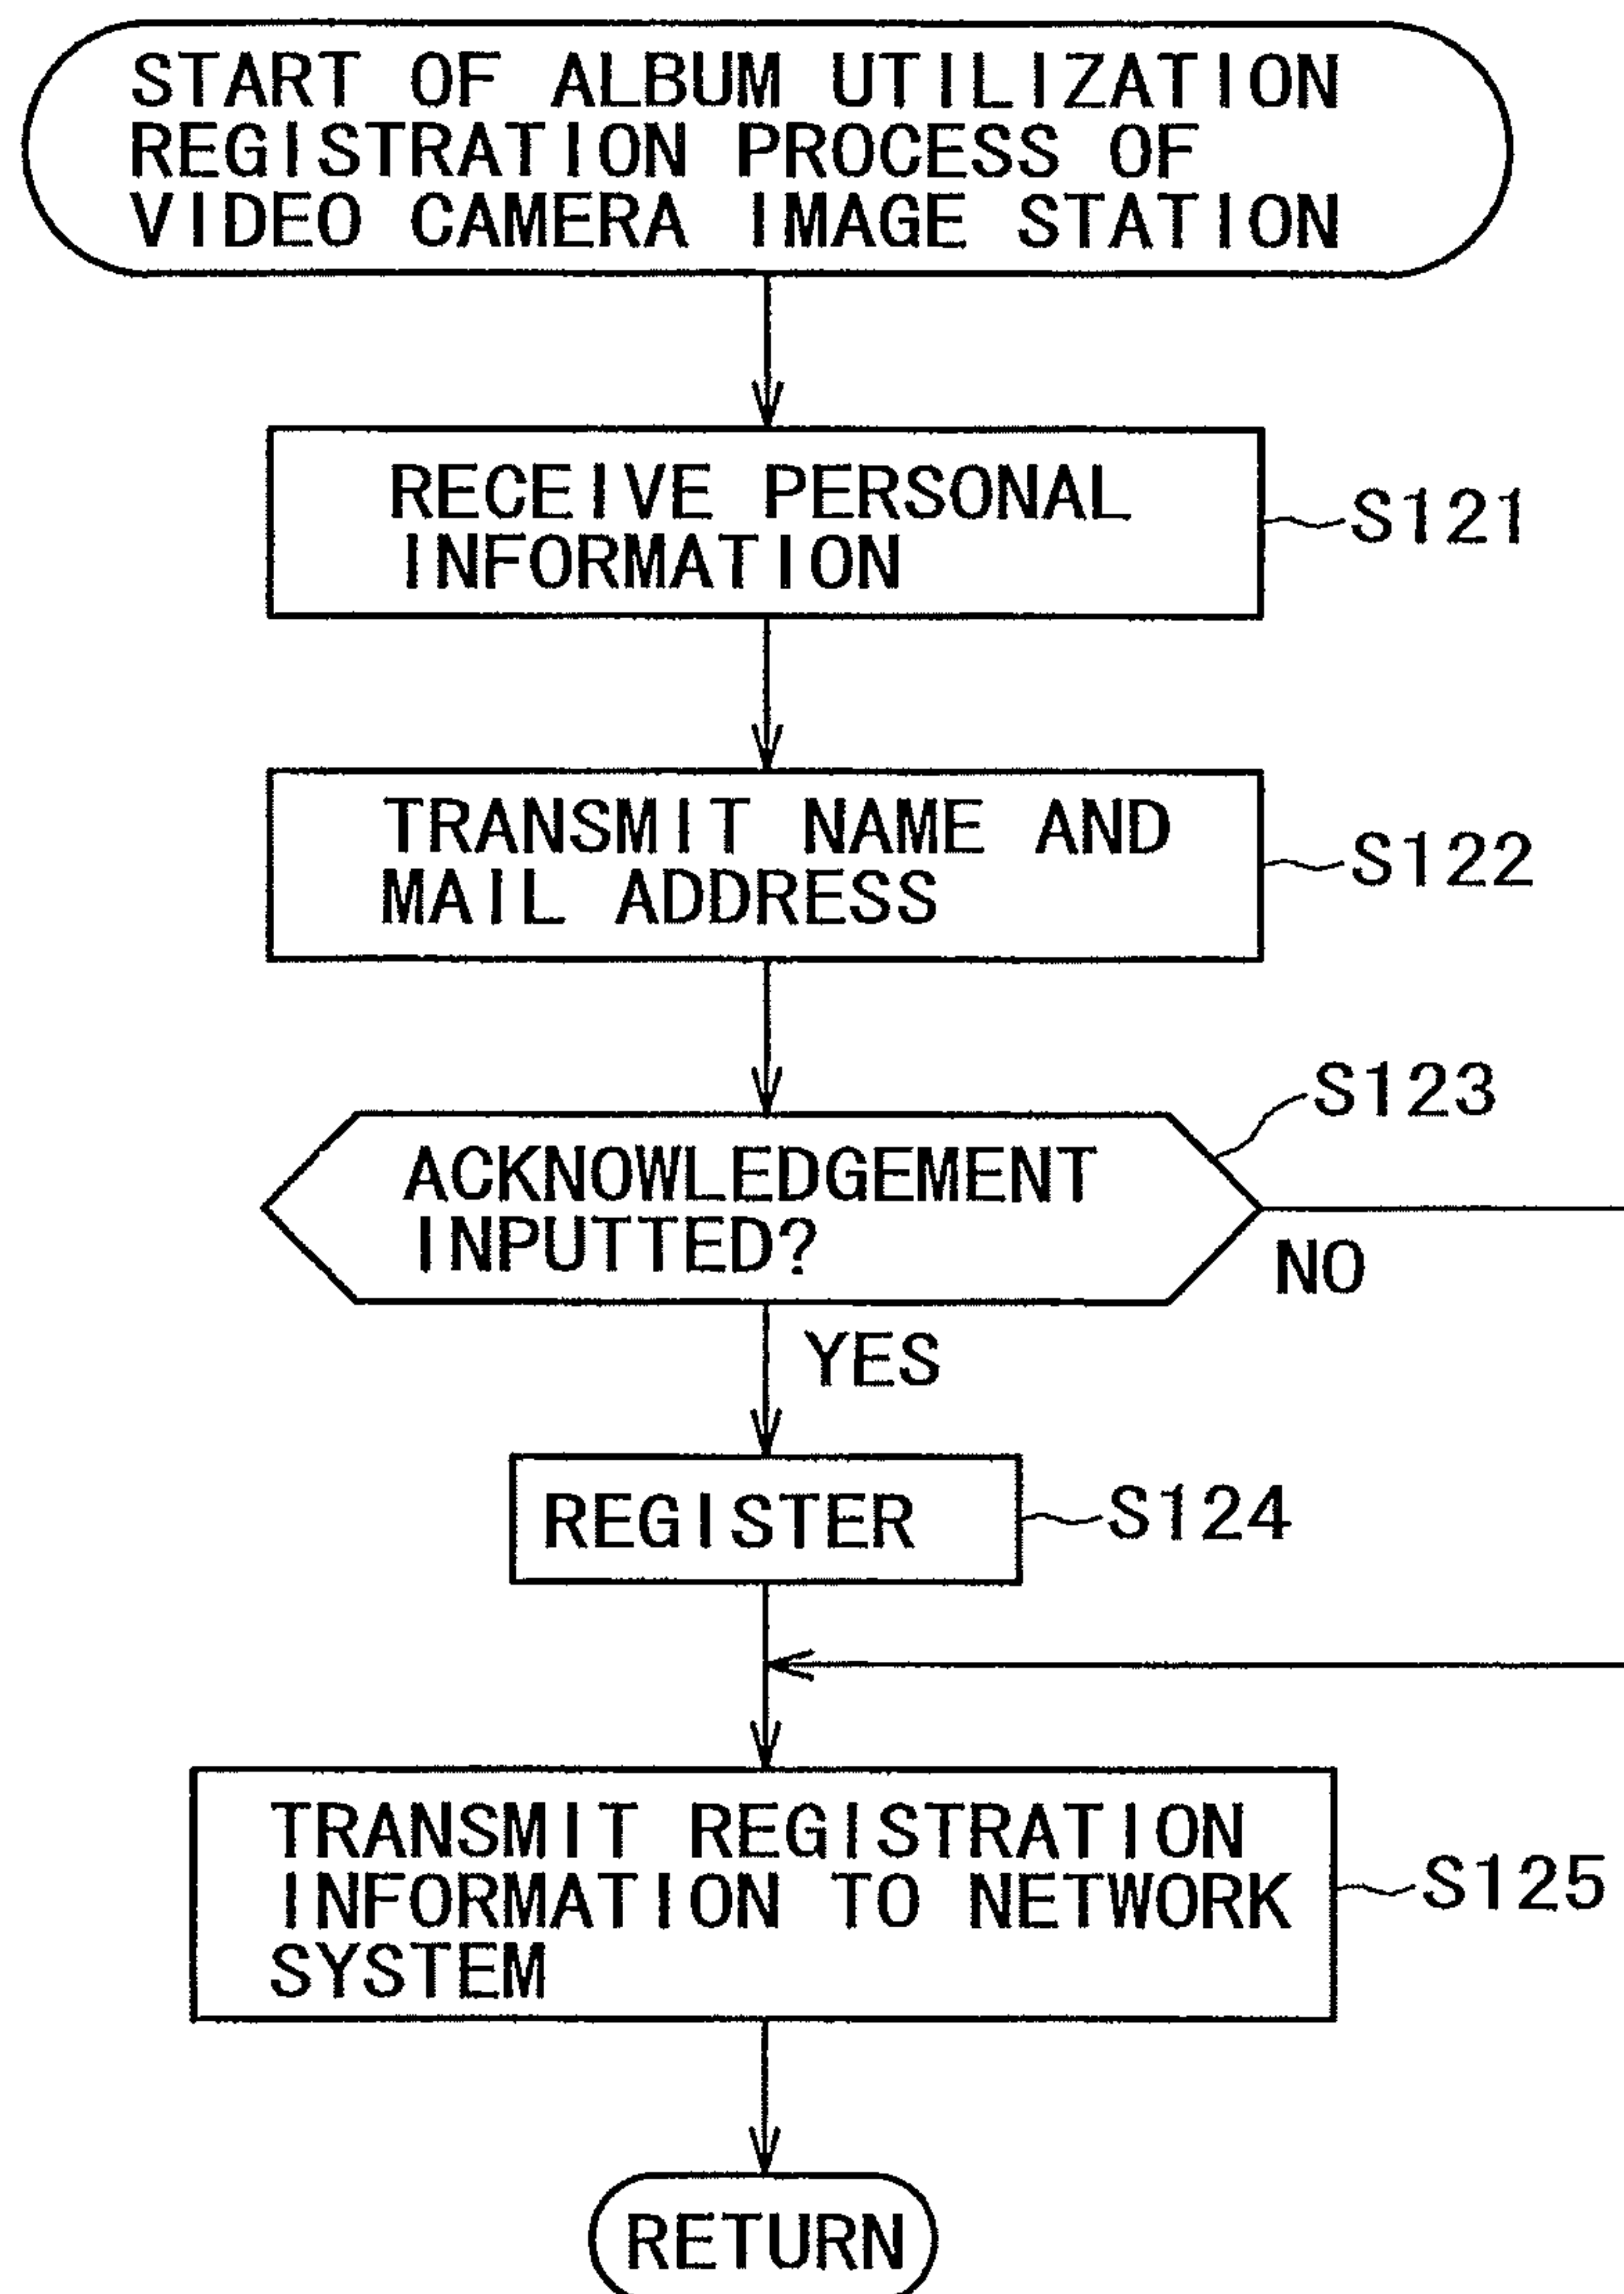 START OF ALBUM UTILIZATION
REGISTRATION PROCESS OF
VIDEO CAMERA IMAGE STATION
RECEIVE PERSONAL
INFORMATION
S121
TRANSMIT NAME AND
MAIL ADDRESS
S122
S123
ACKNOWLEDGEMENT
INPUTTED?
NO
YES
REGISTER
S124
TRANSMIT REGISTRATION
INFORMATION TO NETWORK
SYSTEM
S125
RETURN